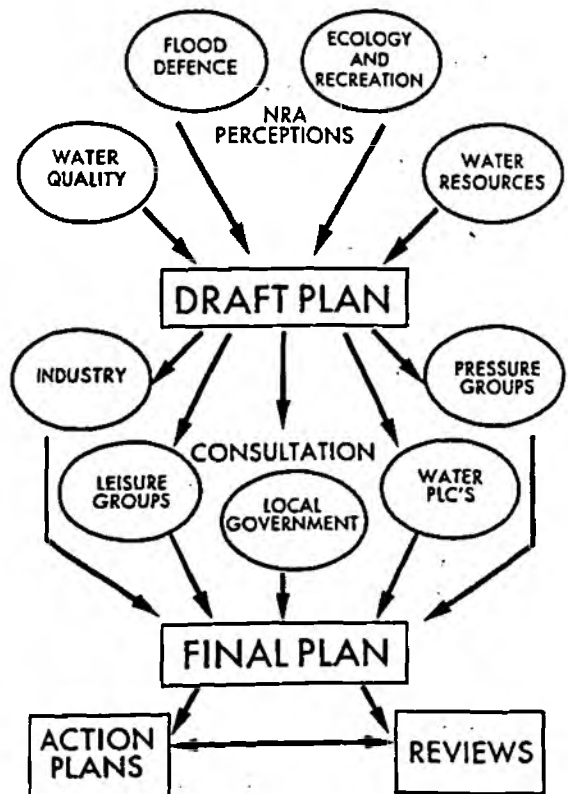 FLOOD
DEFENCE
ECOLOGY
AND
RECREATION
NRA
PERCEPTIONS
WATER
QUALITY
WATER
RESOURCES
DRAFT PLAN
INDUSTRY
PRESSURE
GROUPS
CONSULTATION
LEISURE
GROUPS
LOCAL
GOVERNMENT
WATER
PLC'S
FINAL PLAN
ACTION
PLANS
REVIEWS